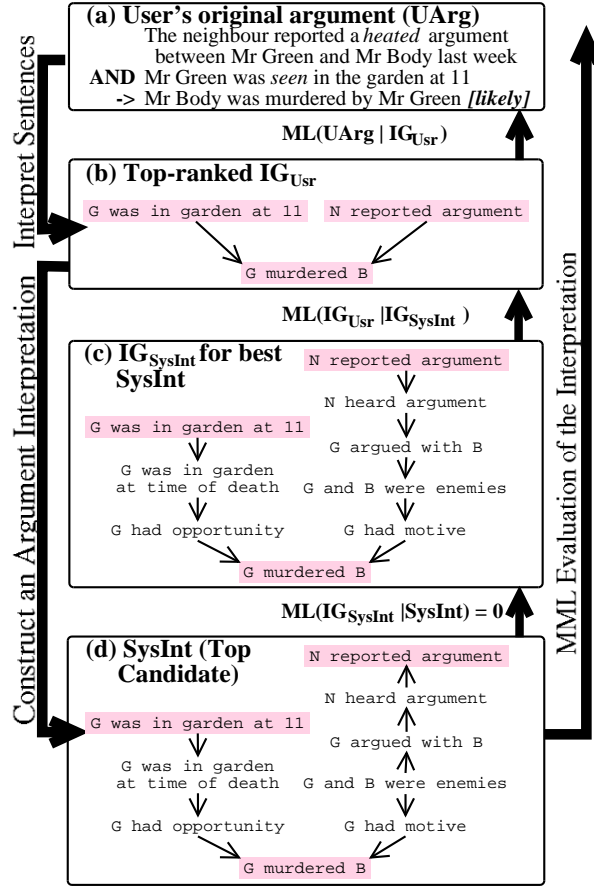 (a) User's original argument (UArg)
The neighbour reported a heated argument
between Mr Green and Mr Body last week
AND Mr Green was seen in the garden at 11
-> Mr Body was murdered by Mr Green [likely]
Interpret Sentences
ML(UArg | IG_Usr)
(b) Top-ranked IG_Usr
G was in garden at 11
N reported argument
G murdered B
Construct an Argument Interpretation
ML(IG_Usr |IG_SysInt )
(c) IG_SysInt for best
SysInt
N reported argument
N heard argument
G was in garden at 11
G argued with B
G was in garden
at time of death
G and B were enemies
G had opportunity
G had motive
G murdered B
ML(IG_SysInt |SysInt) = 0
(d) SysInt (Top
Candidate)
N reported argument
N heard argument
G was in garden at 11
G argued with B
G was in garden
at time of death
G and B were enemies
G had opportunity
G had motive
G murdered B
MML Evaluation of the Interpretation